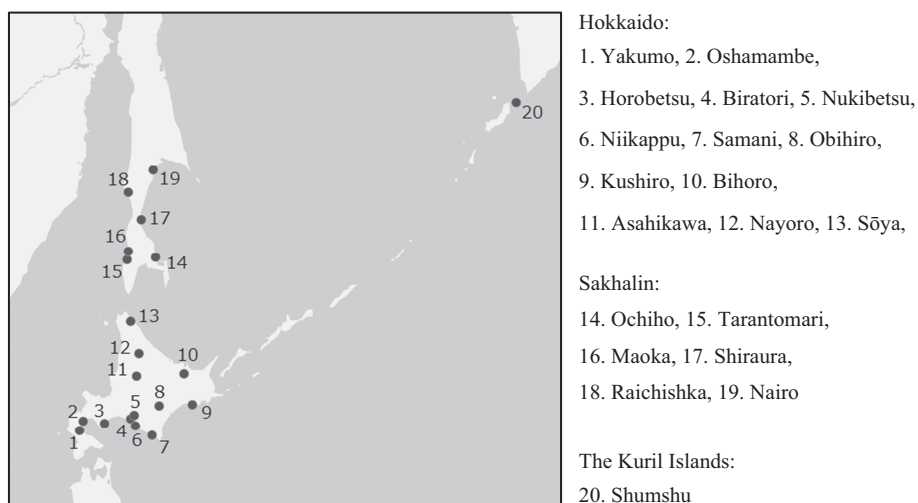 Hokkaido:
1. Yakumo, 2. Oshamambe,
3. Horobetsu, 4. Biratori, 5. Nukibetsu,
6. Niikappu, 7. Samani, 8. Obihiro,
9. Kushiro, 10. Bihoro,
11. Asahikawa, 12. Nayoro, 13. Sōya,
Sakhalin:
14. Ochiho, 15. Tarantomari,
16. Maoka, 17. Shiraura,
18. Raichishka, 19. Nairo
The Kuril Islands:
20. Shumshu
20
19
18
17
16
15
14
13
12
10
11
8
9
5
2
3
4
1
6
7